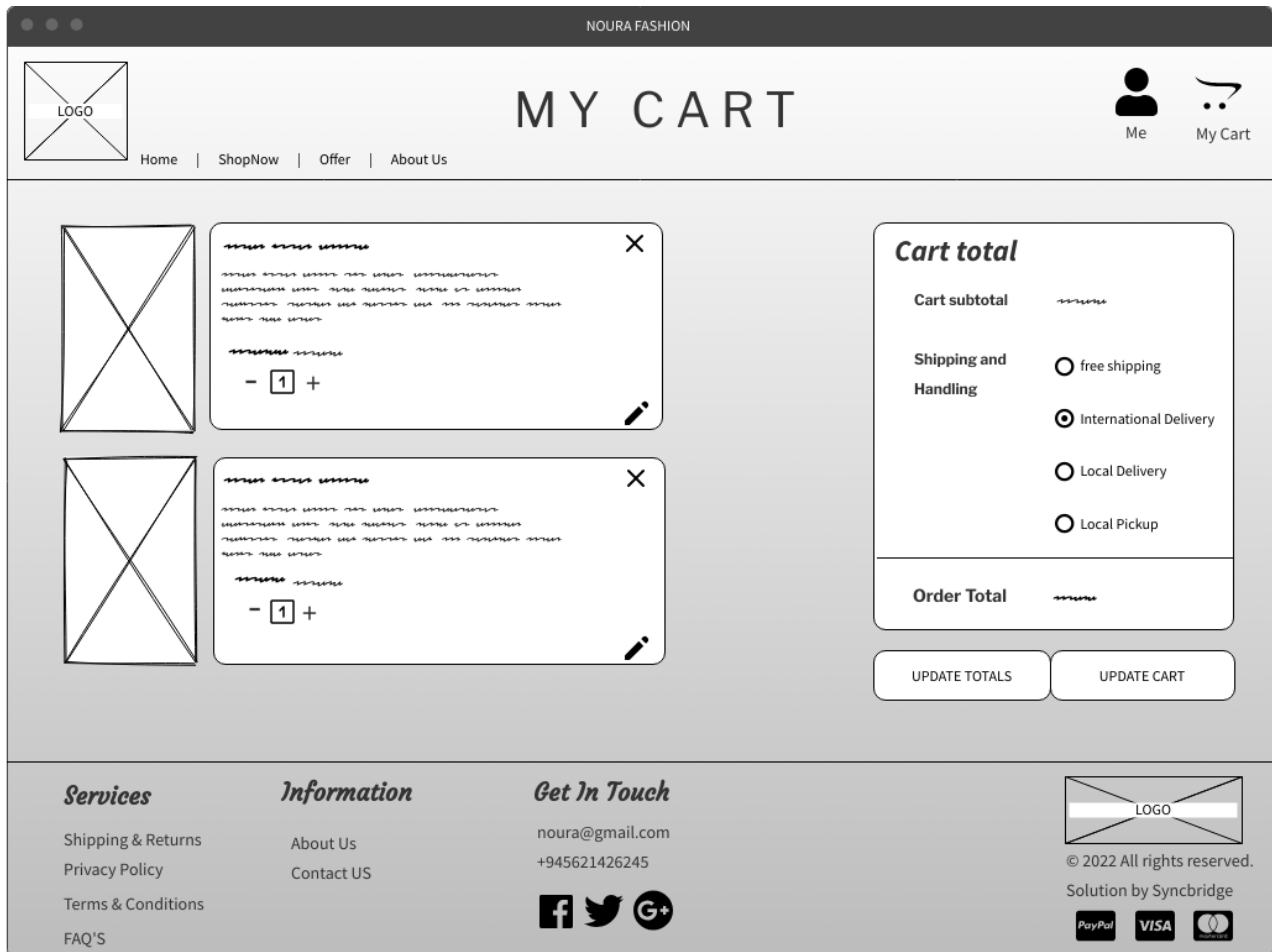 NOURA FASHION
LOGO
MY CART
Me
My Cart
Home | ShopNow | Offer | About Us
1
1
Cart total
Cart subtotal
Shipping and
Handling
free shipping
International Delivery
Local Delivery
Local Pickup
Order Total
UPDATE TOTALS
UPDATE CART
Services
Shipping & Returns
Privacy Policy
Terms & Conditions
FAQ'S
Information
About Us
Contact US
Get In Touch
noura@gmail.com
+945621426245
G+
LOGO
© 2022 All rights reserved.
Solution by Syncbridge
PayPal
VISA